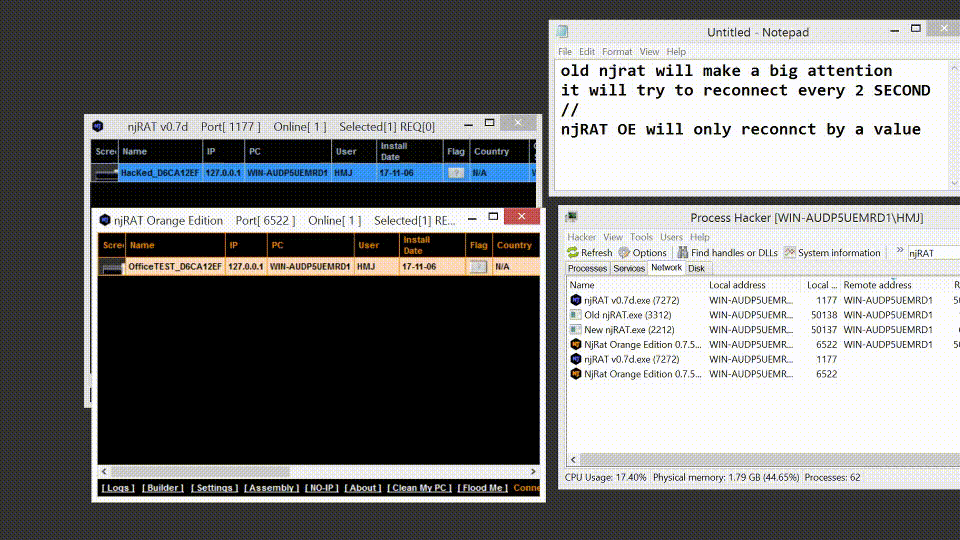 Untitled - Notepad
File Edit Format View Help
old njrat will make a big attention
it will try to reconnect every 2 SECOND
//
njRAT OE will only reconnct by a value
njRAT v0.7d Port[ 1177 ] Online[ 1 ] Selected[1] REQ[0]
Scre Name IP PC User Install Date Flag Country
HacKed_D6CA12EF 127.0.0.1 WIN-AUDP5UEMRD1 HMJ 17-11-06 ? N/A
njRAT Orange Edition Port[ 6522 ] Online[ 1 ] Selected[1] RE...
Scre Name IP PC User Install Date Flag Country
OfficeTEST_D6CA12EF 127.0.0.1 WIN-AUDP5UEMRD1 HMJ 17-11-06 ? N/A
[ Logs ] [ Builder ] [ Settings ] [ Assembly ] [ NO-IP ] [ About ] [ Clean My PC ] [ Flood Me ] Conne
Process Hacker [WIN-AUDP5UEMRD1\HMJ]
Hacker View Tools Users Help
Refresh Options Find handles or DLLs System information » njRAT
Processes Services Network Disk
Name Local address Local ... Remote address R
njRAT v0.7d.exe (7272) WIN-AUDP5UEMR... 1177 WIN-AUDP5UEMRD1 50
Old njRAT.exe (3312) WIN-AUDP5UEMR... 50138 WIN-AUDP5UEMRD1
New njRAT.exe (2212) WIN-AUDP5UEMR... 50137 WIN-AUDP5UEMRD1
NjRat Orange Edition 0.7.5... WIN-AUDP5UEMR... 6522 WIN-AUDP5UEMRD1 50
njRAT v0.7d.exe (7272) WIN-AUDP5UEMR... 1177
NjRat Orange Edition 0.7.5... WIN-AUDP5UEMR... 6522
CPU Usage: 17.40% Physical memory: 1.79 GB (44.65%) Processes: 62